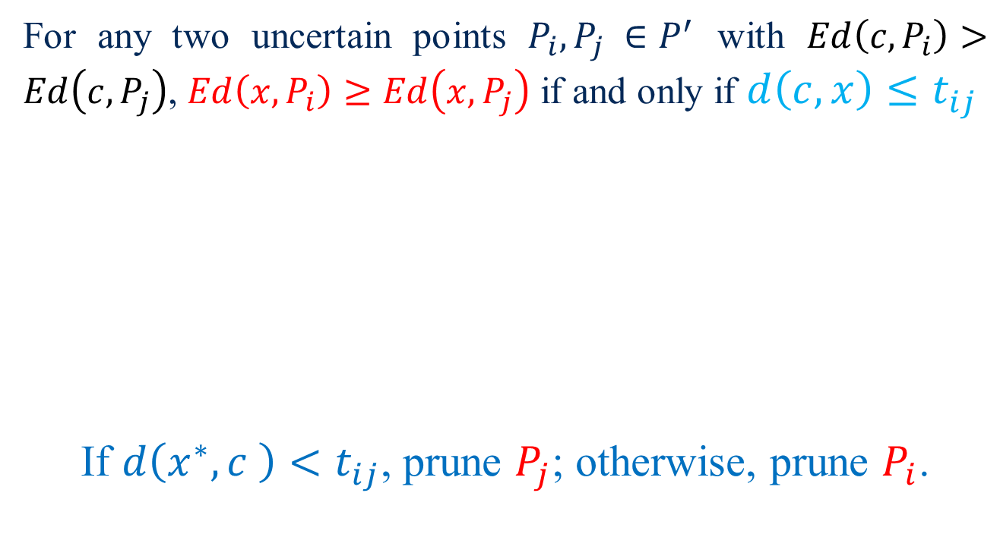 For any two uncertain points $P_i, P_j \in P'$ with $Ed(c, P_i) >$
$Ed(c, P_j)$, $Ed(x, P_i) \geq Ed(x, P_j)$ if and only if $d(c, x) \leq t_{ij}$
If $d(x^*, c) < t_{ij}$, prune $P_j$; otherwise, prune $P_i$.